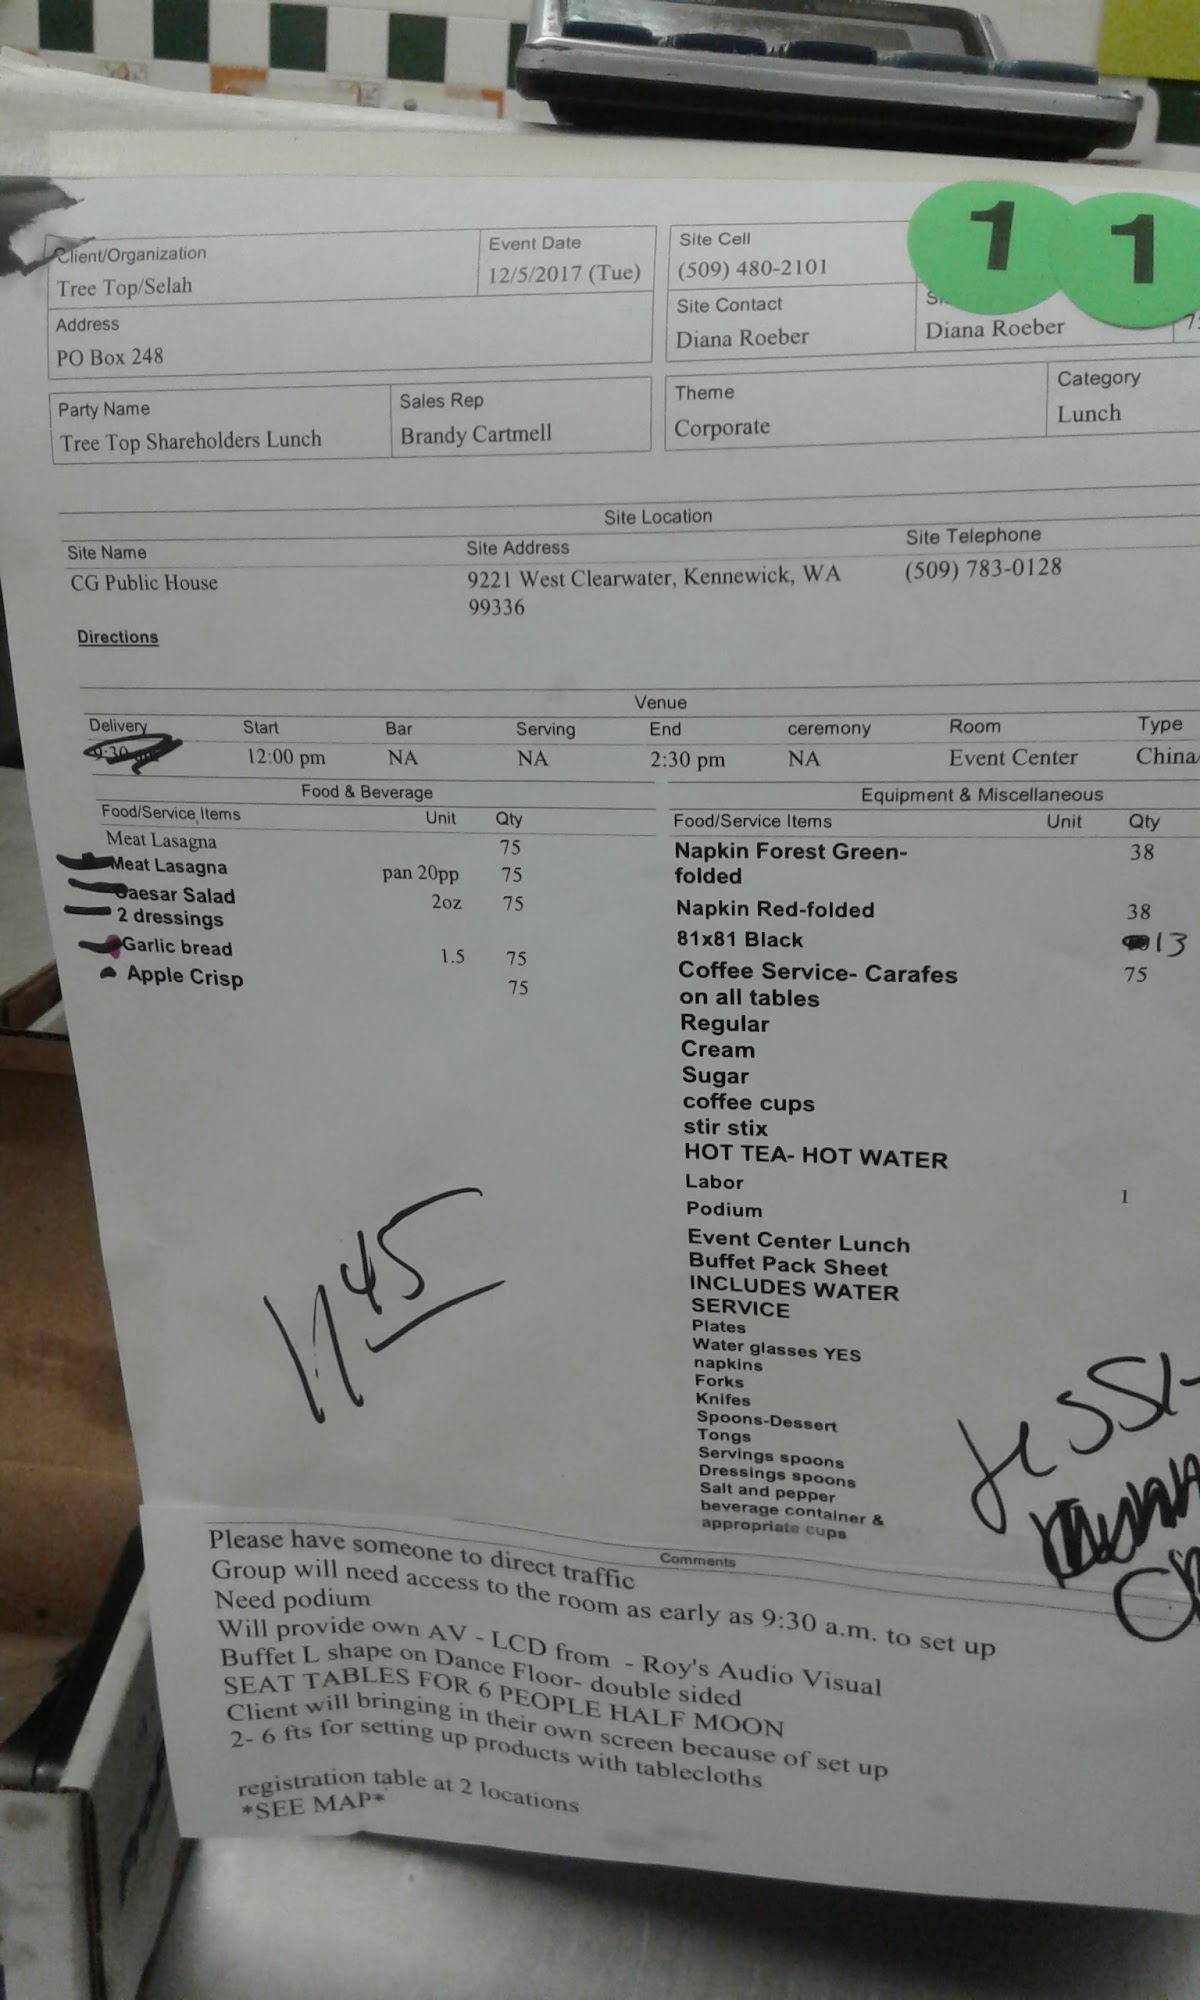 1 1
Client/Organization
Tree Top/Selah
Event Date
12/5/2017 (Tue)
Address
PO Box 248
Site Cell
(509) 480-2101
Site Contact
Diana Roeber
Diana Roeber
Party Name
Tree Top Shareholders Lunch
Sales Rep
Brandy Cartmell
Theme
Corporate
Category
Lunch
Site Location
Site Name Site Address Site Telephone
CG Public House 9221 West Clearwater, Kennewick, WA (509) 783-0128
99336
Directions
Venue
Delivery Start Bar Serving End ceremony Room Type
9:30 12:00 pm NA NA 2:30 pm NA Event Center China/
Food & Beverage
Food/Service Items Unit Qty
Meat Lasagna 75
Meat Lasagna pan 20pp 75
Caesar Salad 2oz 75
2 dressings
Garlic bread 1.5 75
Apple Crisp 75
Equipment & Miscellaneous
Food/Service Items Unit Qty
Napkin Forest Green- 38
folded
Napkin Red-folded 38
81x81 Black 13
Coffee Service- Carafes 75
on all tables
Regular
Cream
Sugar
coffee cups
stir stix
HOT TEA- HOT WATER
Labor 1
Podium
Event Center Lunch
Buffet Pack Sheet
INCLUDES WATER
SERVICE
Plates
Water glasses YES
napkins
Forks
Knifes
Spoons-Dessert
Tongs
Servings spoons
Dressings spoons
Salt and pepper
beverage container &
appropriate cups
11 45
Comments
Please have someone to direct traffic
Group will need access to the room as early as 9:30 a.m. to set up
Need podium
Will provide own AV - LCD from - Roy's Audio Visual
Buffet L shape on Dance Floor- double sided
SEAT TABLES FOR 6 PEOPLE HALF MOON
Client will bringing in their own screen because of set up
2- 6 fts for setting up products with tablecloths
registration table at 2 locations
*SEE MAP*